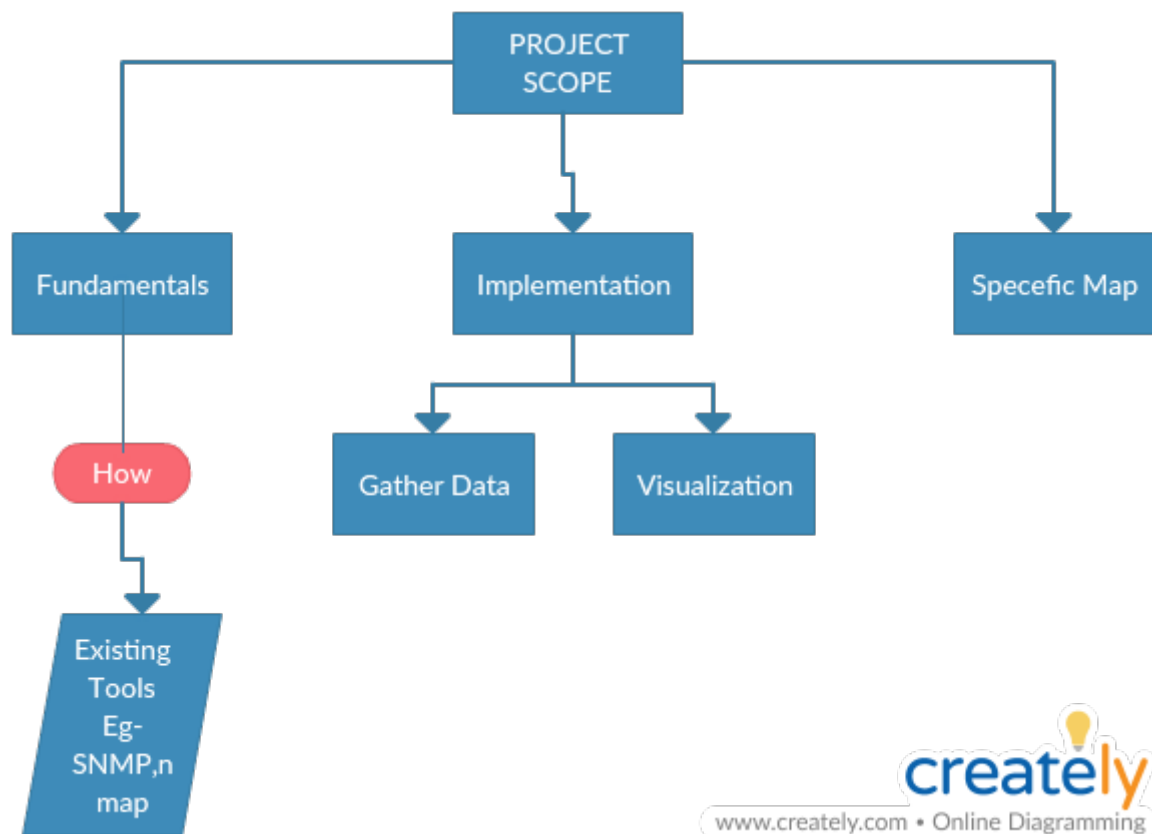 PROJECT
SCOPE
Fundamentals
Implementation
Specefic Map
How
Gather Data
Visualization
Existing
Tools
Eg-
SNMP,n
map
creately
www.creately.com • Online Diagramming